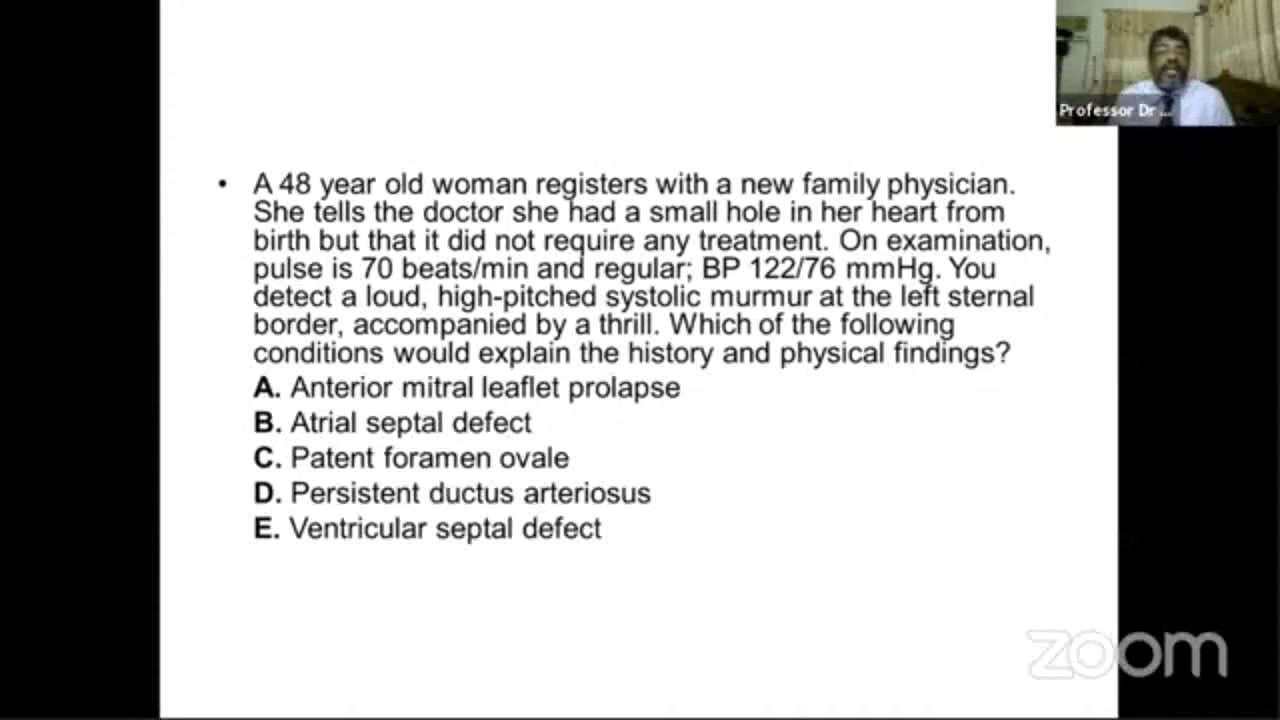 Professor Dr ...
• A 48 year old woman registers with a new family physician.
She tells the doctor she had a small hole in her heart from
birth but that it did not require any treatment. On examination,
pulse is 70 beats/min and regular; BP 122/76 mmHg. You
detect a loud, high-pitched systolic murmur at the left sternal
border, accompanied by a thrill. Which of the following
conditions would explain the history and physical findings?
A. Anterior mitral leaflet prolapse
B. Atrial septal defect
C. Patent foramen ovale
D. Persistent ductus arteriosus
E. Ventricular septal defect
zoom